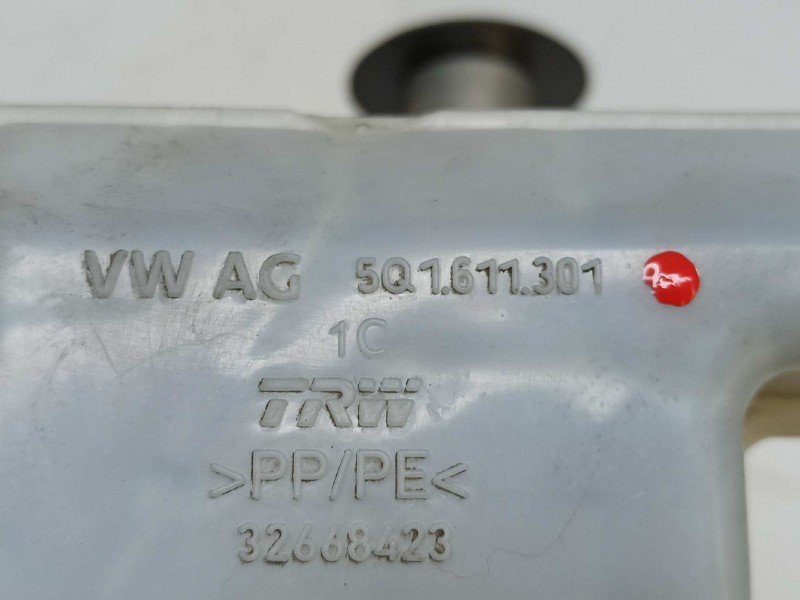 VW AG 5Q1.611.301
1C
TRW
>PP/PE<
32668423